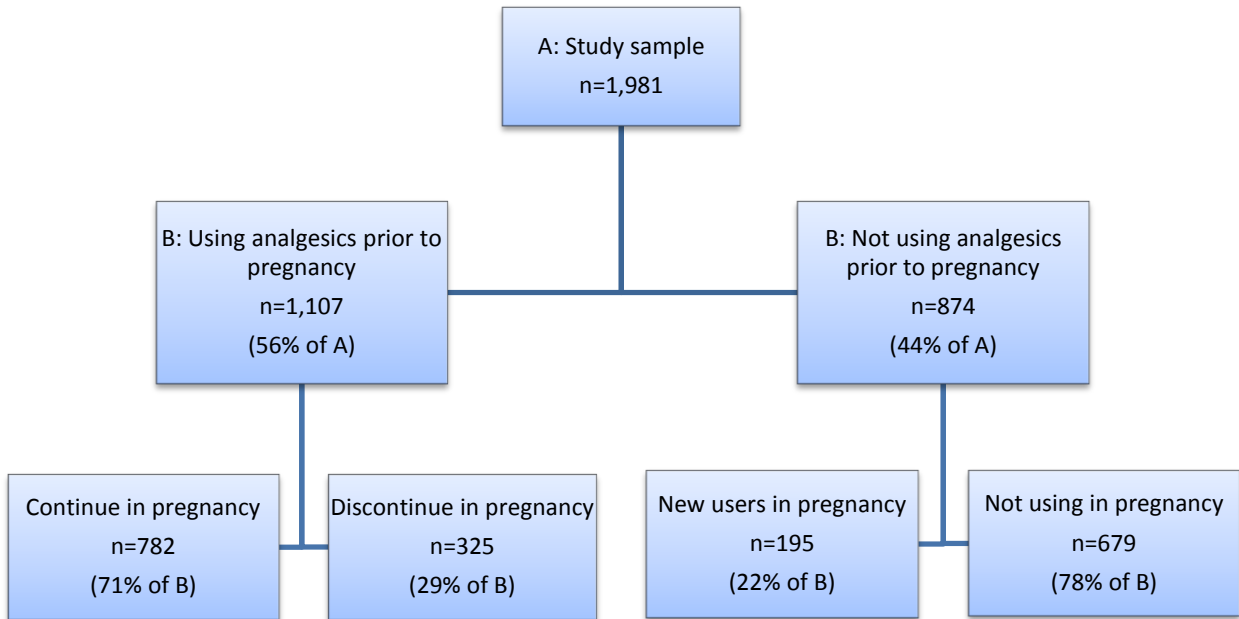 A: Study sample
n=1,981
B: Using analgesics prior to
pregnancy
n=1,107
(56% of A)
B: Not using analgesics
prior to pregnancy
n=874
(44% of A)
Continue in pregnancy
n=782
(71% of B)
Discontinue in pregnancy
n=325
(29% of B)
New users in pregnancy
n=195
(22% of B)
Not using in pregnancy
n=679
(78% of B)